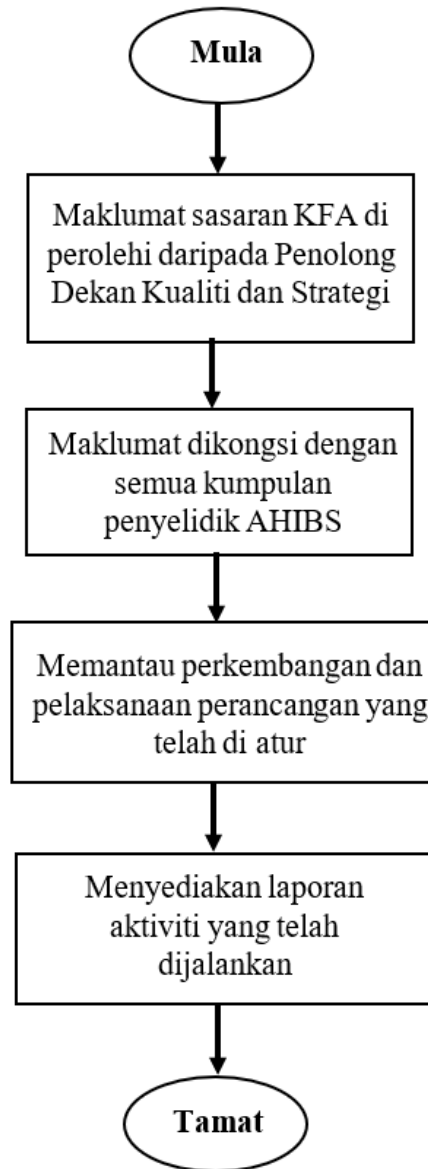 Mula
Maklumat sasaran KFA di
perolehi daripada Penolong
Dekan Kualiti dan Strategi
Maklumat dikongsi dengan
semua kumpulan
penyelidik AHIBS
Memantau perkembangan dan
pelaksanaan perancangan yang
telah di atur
Menyediakan laporan
aktiviti yang telah
dijalankan
Tamat